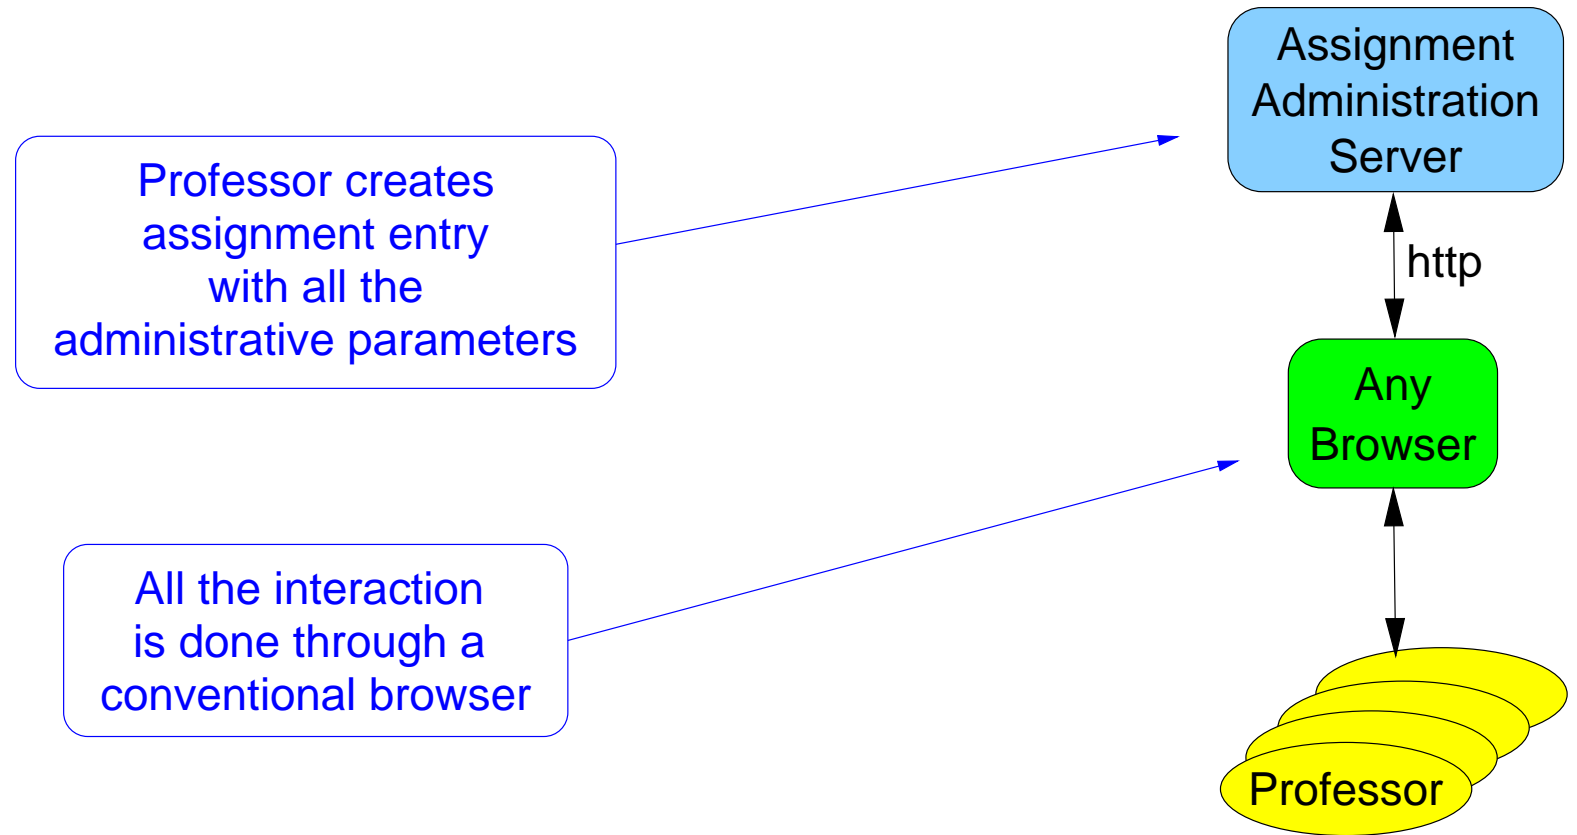 Assignment
Administration
Server
Professor creates
assignment entry
with all the
administrative parameters
http
Any
Browser
All the interaction
is done through a
conventional browser
Professor